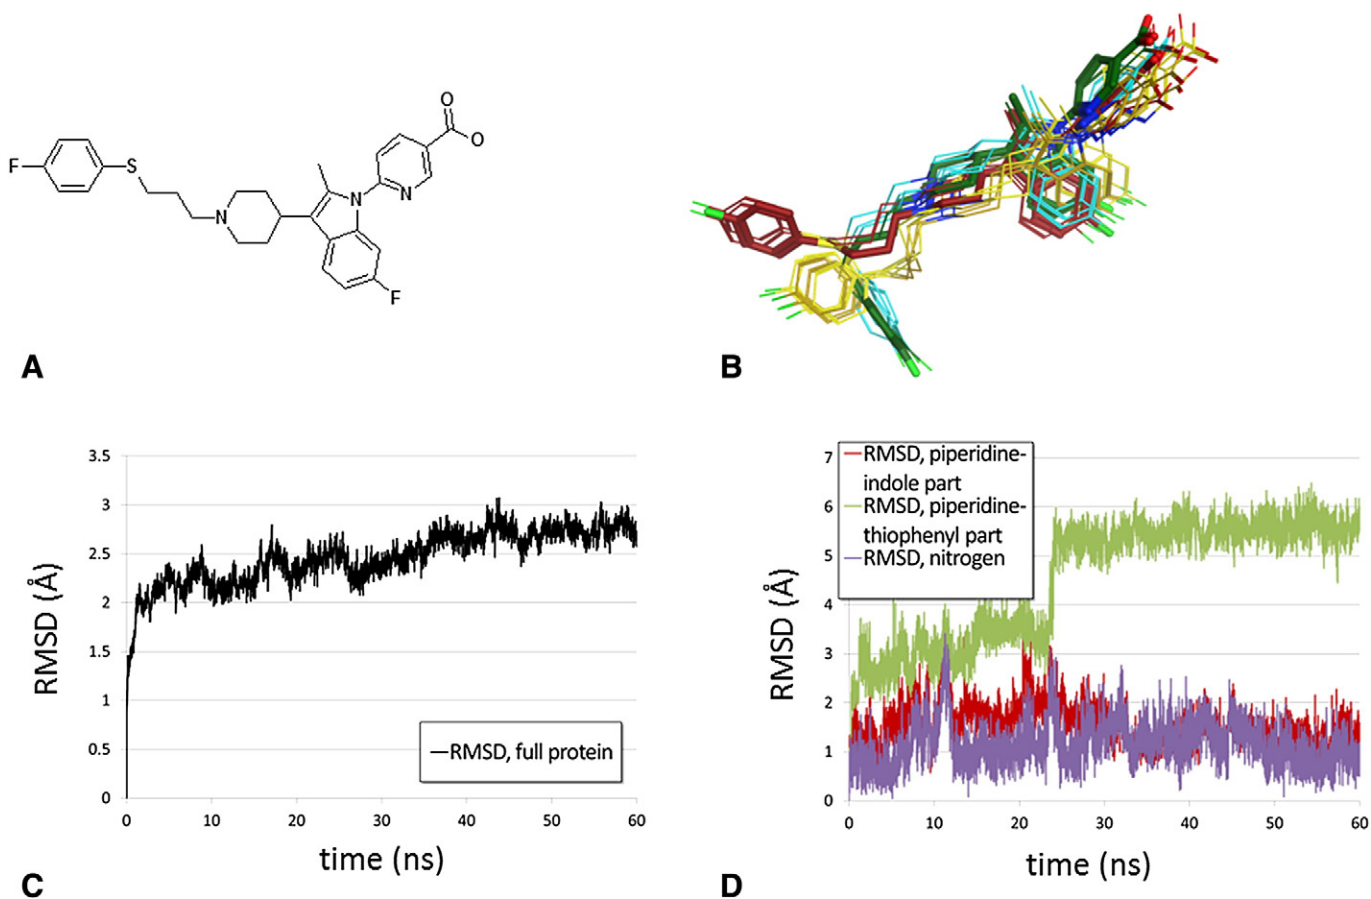 O
O
F
S
N
N
N
F
A
B
3.5
3
2.5
2
1.5
1
0.5
0
RMSD (Å)
RMSD, full protein
0 10 20 30 40 50 60
time (ns)
C
7
6
5
4
3
2
1
0
RMSD (Å)
RMSD, piperidine-
indole part
RMSD, piperidine-
thiophenyl part
RMSD, nitrogen
0 10 20 30 40 50 60
time (ns)
D